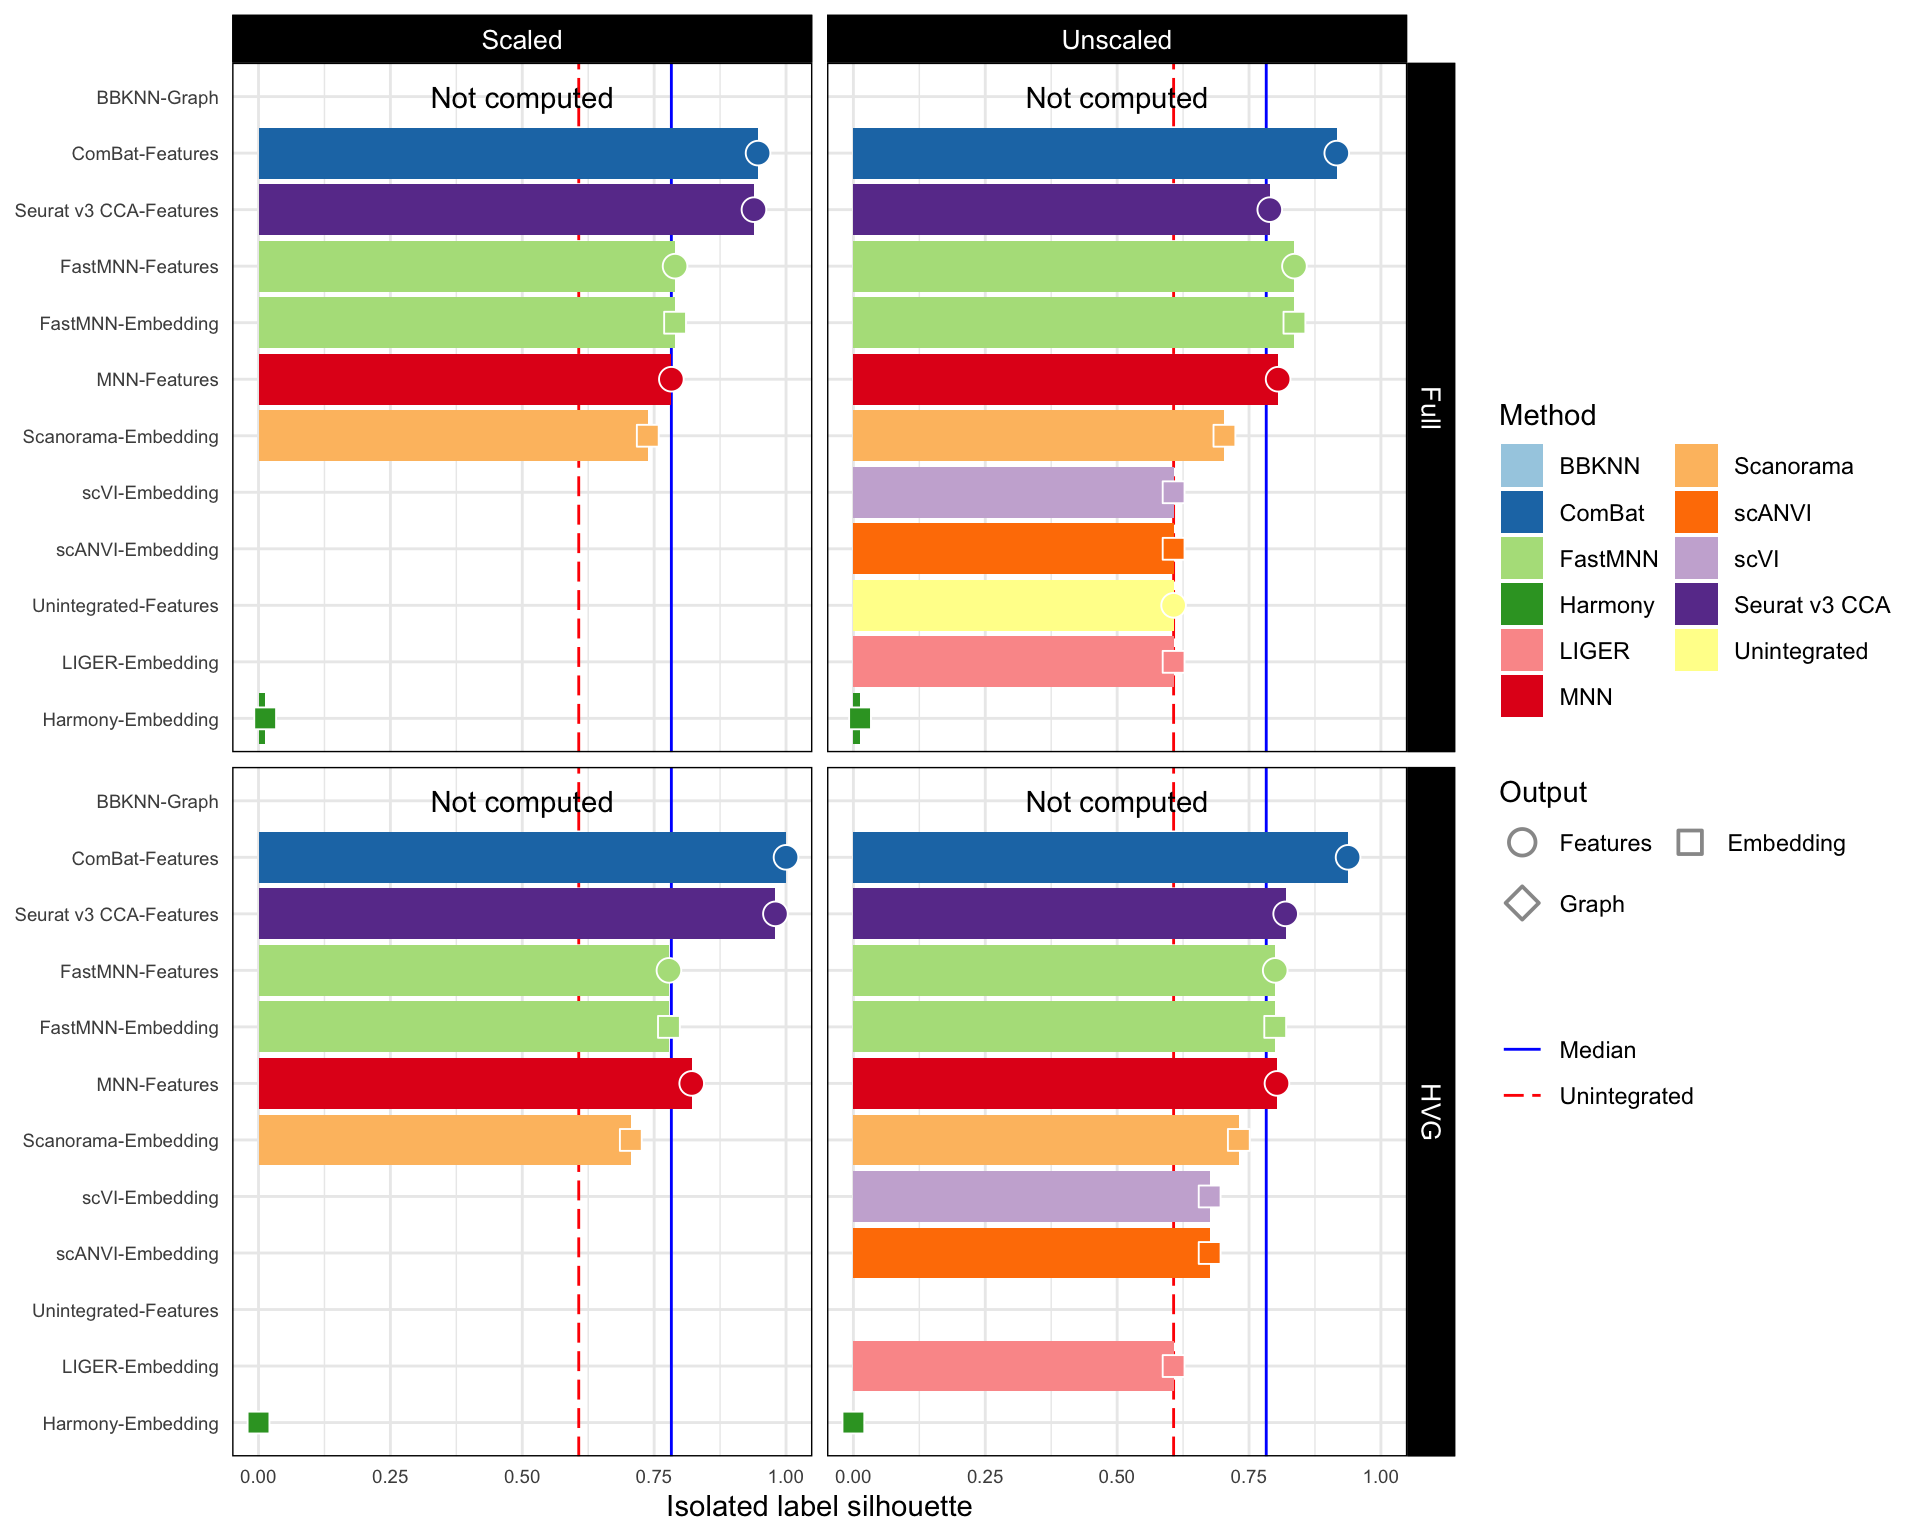 Scaled
Unscaled
BBKNN-Graph
ComBat-Features
Seurat v3 CCA-Features
FastMNN-Features
FastMNN-Embedding
MNN-Features
Scanorama-Embedding
scVI-Embedding
scANVI-Embedding
Unintegrated-Features
LIGER-Embedding
Harmony-Embedding
Not computed
Not computed
Full
BBKNN-Graph
ComBat-Features
Seurat v3 CCA-Features
FastMNN-Features
FastMNN-Embedding
MNN-Features
Scanorama-Embedding
scVI-Embedding
scANVI-Embedding
Unintegrated-Features
LIGER-Embedding
Harmony-Embedding
Not computed
Not computed
HVG
0.00 0.25 0.50 0.75 1.00
0.00 0.25 0.50 0.75 1.00
Isolated label silhouette
Method
BBKNN
ComBat
FastMNN
Harmony
LIGER
MNN
Scanorama
scANVI
scVI
Seurat v3 CCA
Unintegrated
Output
Features
Embedding
Graph
Median
Unintegrated